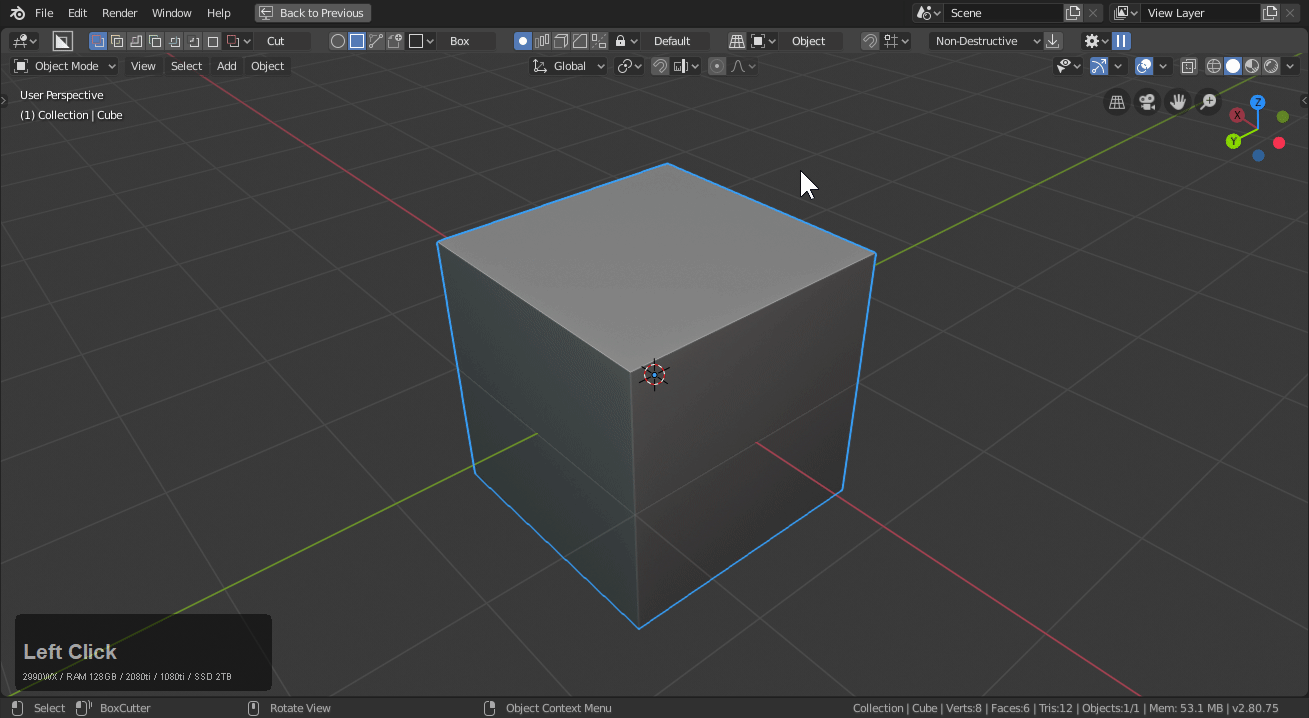 File Edit Render Window Help Back to Previous Scene View Layer
Cut Box Default Object Non-Destructive
Object Mode View Select Add Object Global
User Perspective
(1) Collection | Cube
Z
X
Y
Left Click
2990WX / RAM 128GB / 2080ti / 1080ti / SSD 2TB
Select BoxCutter Rotate View Object Context Menu Collection | Cube | Verts:8 | Faces:6 | Tris:12 | Objects:1/1 | Mem: 53.1 MB | v2.80.75